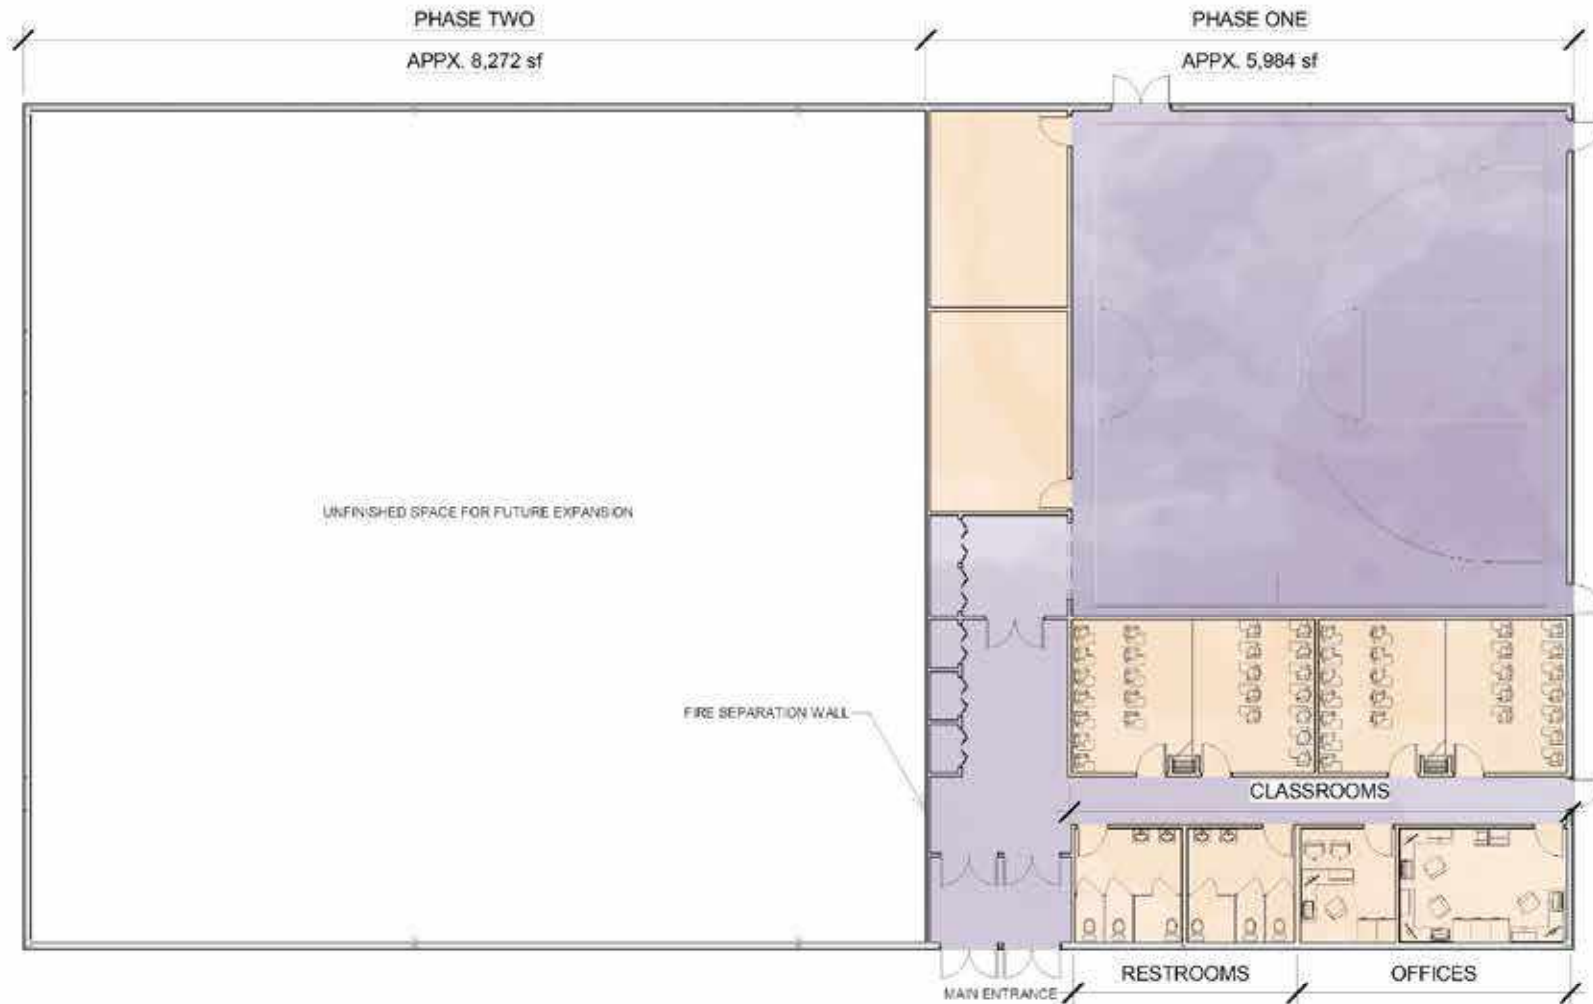 PHASE TWO
PHASE ONE
APPX. 8,272 sf
APPX. 5,984 sf
UNFINISHED SPACE FOR FUTURE EXPANSION
FIRE SEPARATION WALL
CLASSROOMS
RESTROOMS
OFFICES
MAIN ENTRANCE